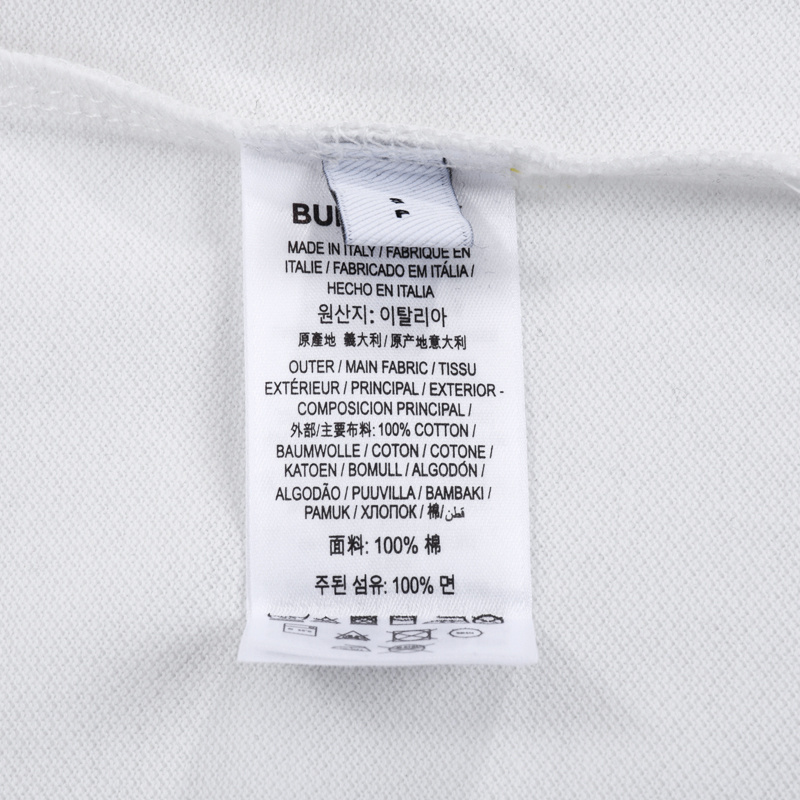 BU
MADE IN ITALY / FABRIQUÉ EN
ITALIE / FABRICADO EM ITÁLIA /
HECHO EN ITALIA
원산지: 이탈리아
原產地 義大利 / 原产地意大利
OUTER / MAIN FABRIC / TISSU
EXTÉRIEUR / PRINCIPAL / EXTERIOR -
COMPOSICION PRINCIPAL /
外部/主要布料: 100% COTTON /
BAUMWOLLE / COTON / COTONE /
KATOEN / BOMULL / ALGODÓN /
ALGODÃO / PUUVILLA / BAMBAKI /
PAMUK / ХЛОПОК / 棉/قطن
面料: 100% 棉
주된 섬유: 100% 면